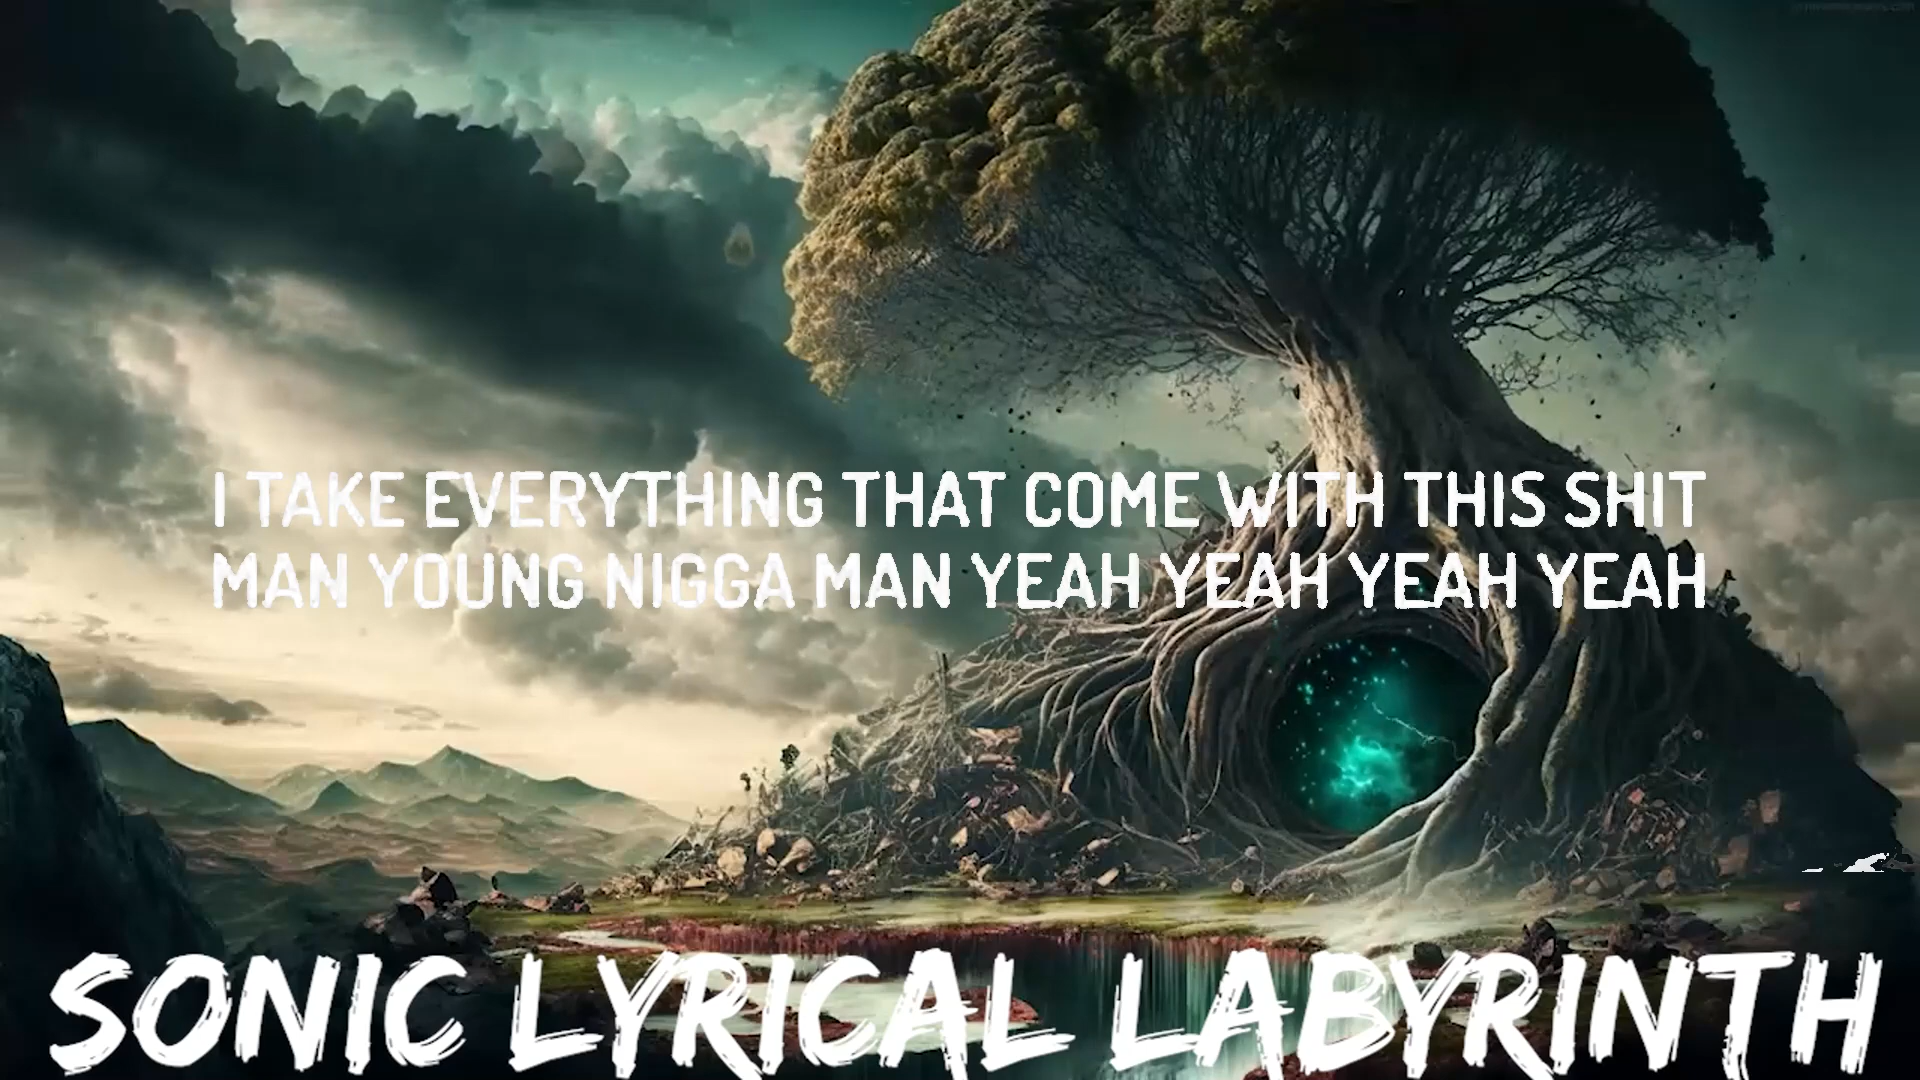 I TAKE EVERYTHING THAT COME WITH THIS SHIT
MAN YOUNG NIGGA MAN YEAH YEAH YEAH YEAH
SONIC LYRICAL LABYRINTH